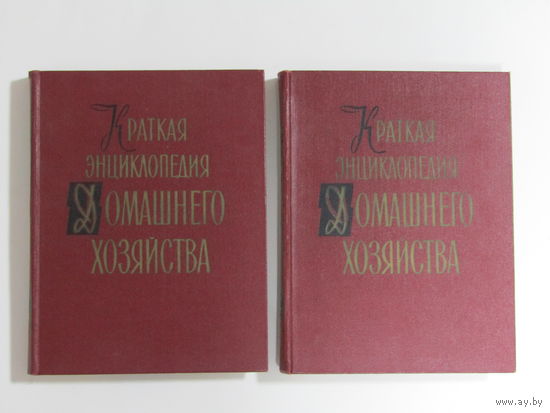 Краткая
энциклопедия
Домашнего
хозяйства
Краткая
энциклопедия
Домашнего
хозяйства
www.ay.by